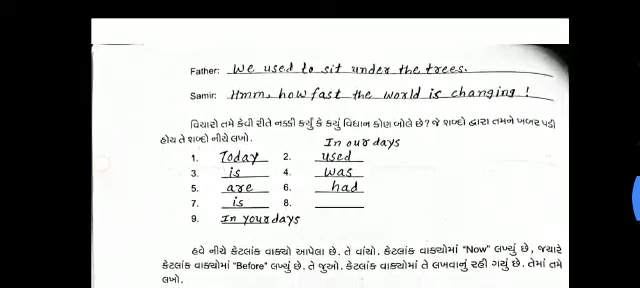 Father: We used to sit under the trees.
Samir: Hmm, how fast the world is changing!
વિચારો તમે કેવી રીતે નક્કી કર્યું કે કયું વિધાન કોણ બોલે છે? જે શબ્દો દ્વારા તમને ખબર પડી
હોય તે શબ્દો નીચે લખો.
In our days
1. Today 2. used
3. is 4. was
5. are 6. had
7. is 8.
9. In your days
હવે નીચે કેટલાંક વાક્યો આપેલા છે. તે વાંચો. કેટલાંક વાક્યોમાં "Now" લખ્યું છે, જ્યારે
કેટલાંક વાક્યોમાં "Before" લખ્યું છે. તે જુઓ. કેટલાંક વાક્યોમાં તે લખવાનું રહી ગયું છે. તેમાં તમે
લખો.